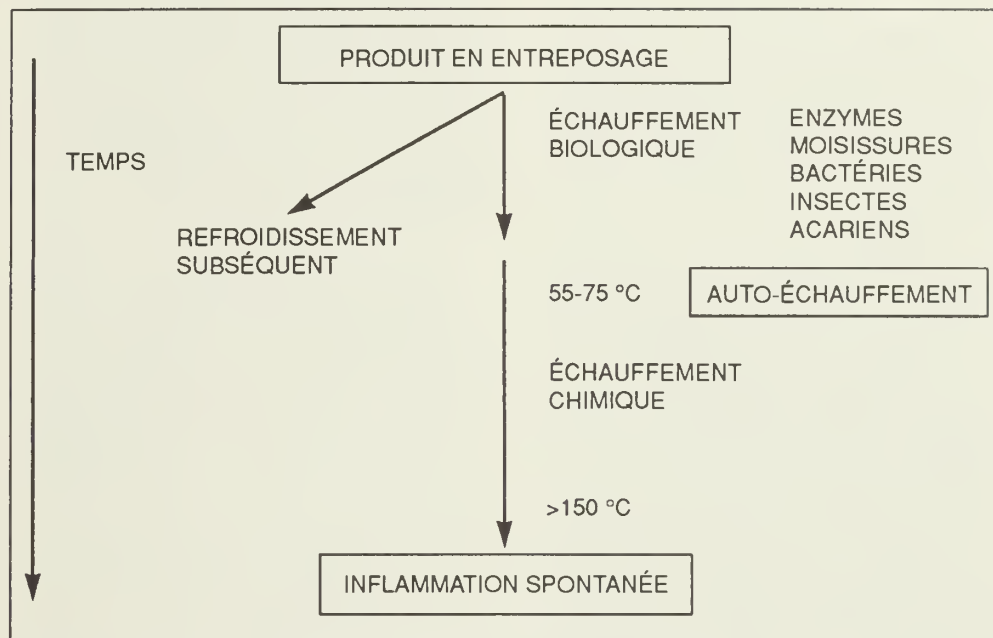 PRODUIT EN ENTREPOSAGE
TEMPS
ÉCHAUFFEMENT
BIOLOGIQUE
ENZYMES
MOISISSURES
BACTÉRIES
INSECTES
ACARIENS
REFROIDISSEMENT
SUBSÉQUENT
55-75 °C
AUTO-ÉCHAUFFEMENT
ÉCHAUFFEMENT
CHIMIQUE
>150 °C
INFLAMMATION SPONTANÉE